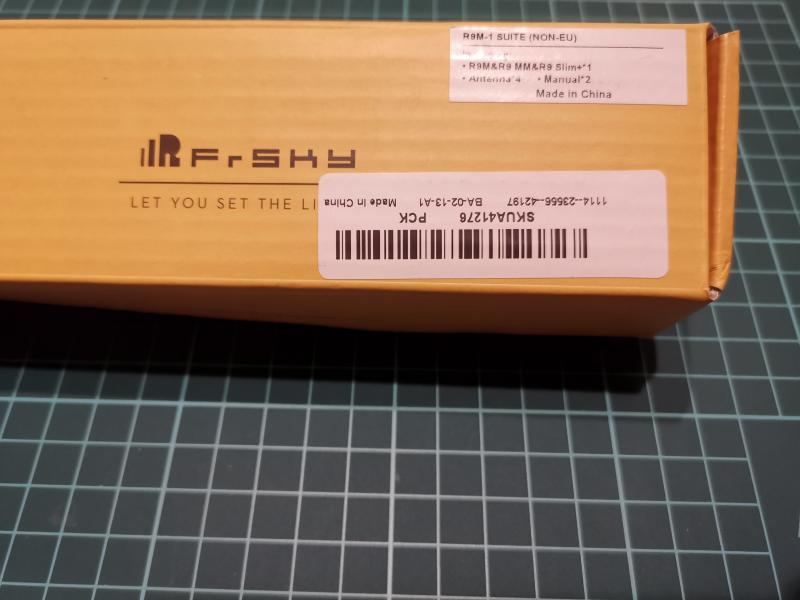 R9M-1 SUITE (NON-EU)
• R9M&R9 MM&R9 Slim+*1
• Antenna*4 • Manual*2
Made in China
FrSKY
LET YOU SET THE LI
SKUA41276 PCK
1114--23556--42197 BA-02-13-A1 Made in China